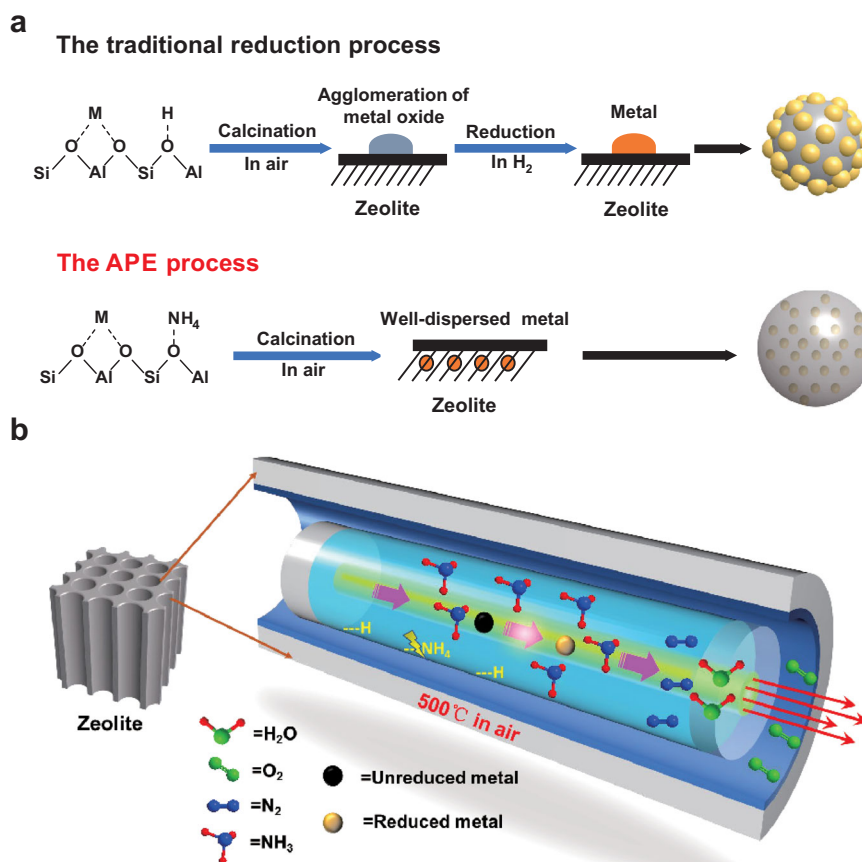 a
The traditional reduction process
M H
O O O
Si Al Si Al
Calcination
In air
Agglomeration of
metal oxide
Zeolite
Reduction
In H₂
Metal
Zeolite
The APE process
M NH₄
O O O
Si Al Si Al
Calcination
In air
Well-dispersed metal
Zeolite
b
Zeolite
---H
---NH₄
---H
500℃ in air
=H₂O
=O₂
=N₂
=NH₃
=Unreduced metal
=Reduced metal